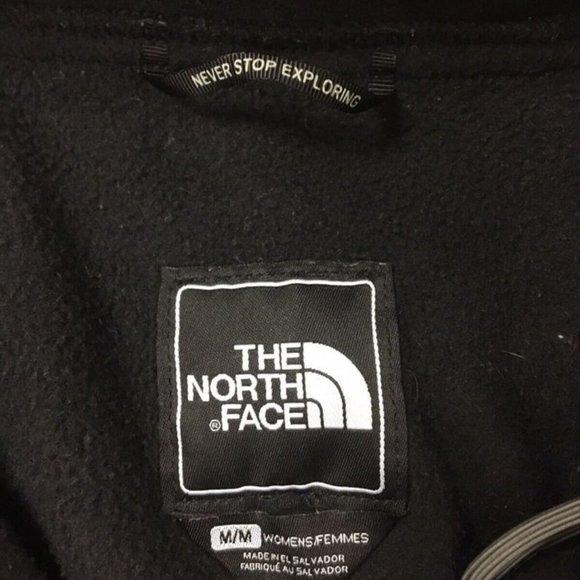 NEVER STOP EXPLORING
THE
NORTH
® FACE
M/M WOMENS/FEMMES
MADE IN EL SALVADOR
FABRIQUÉ AU SALVADOR